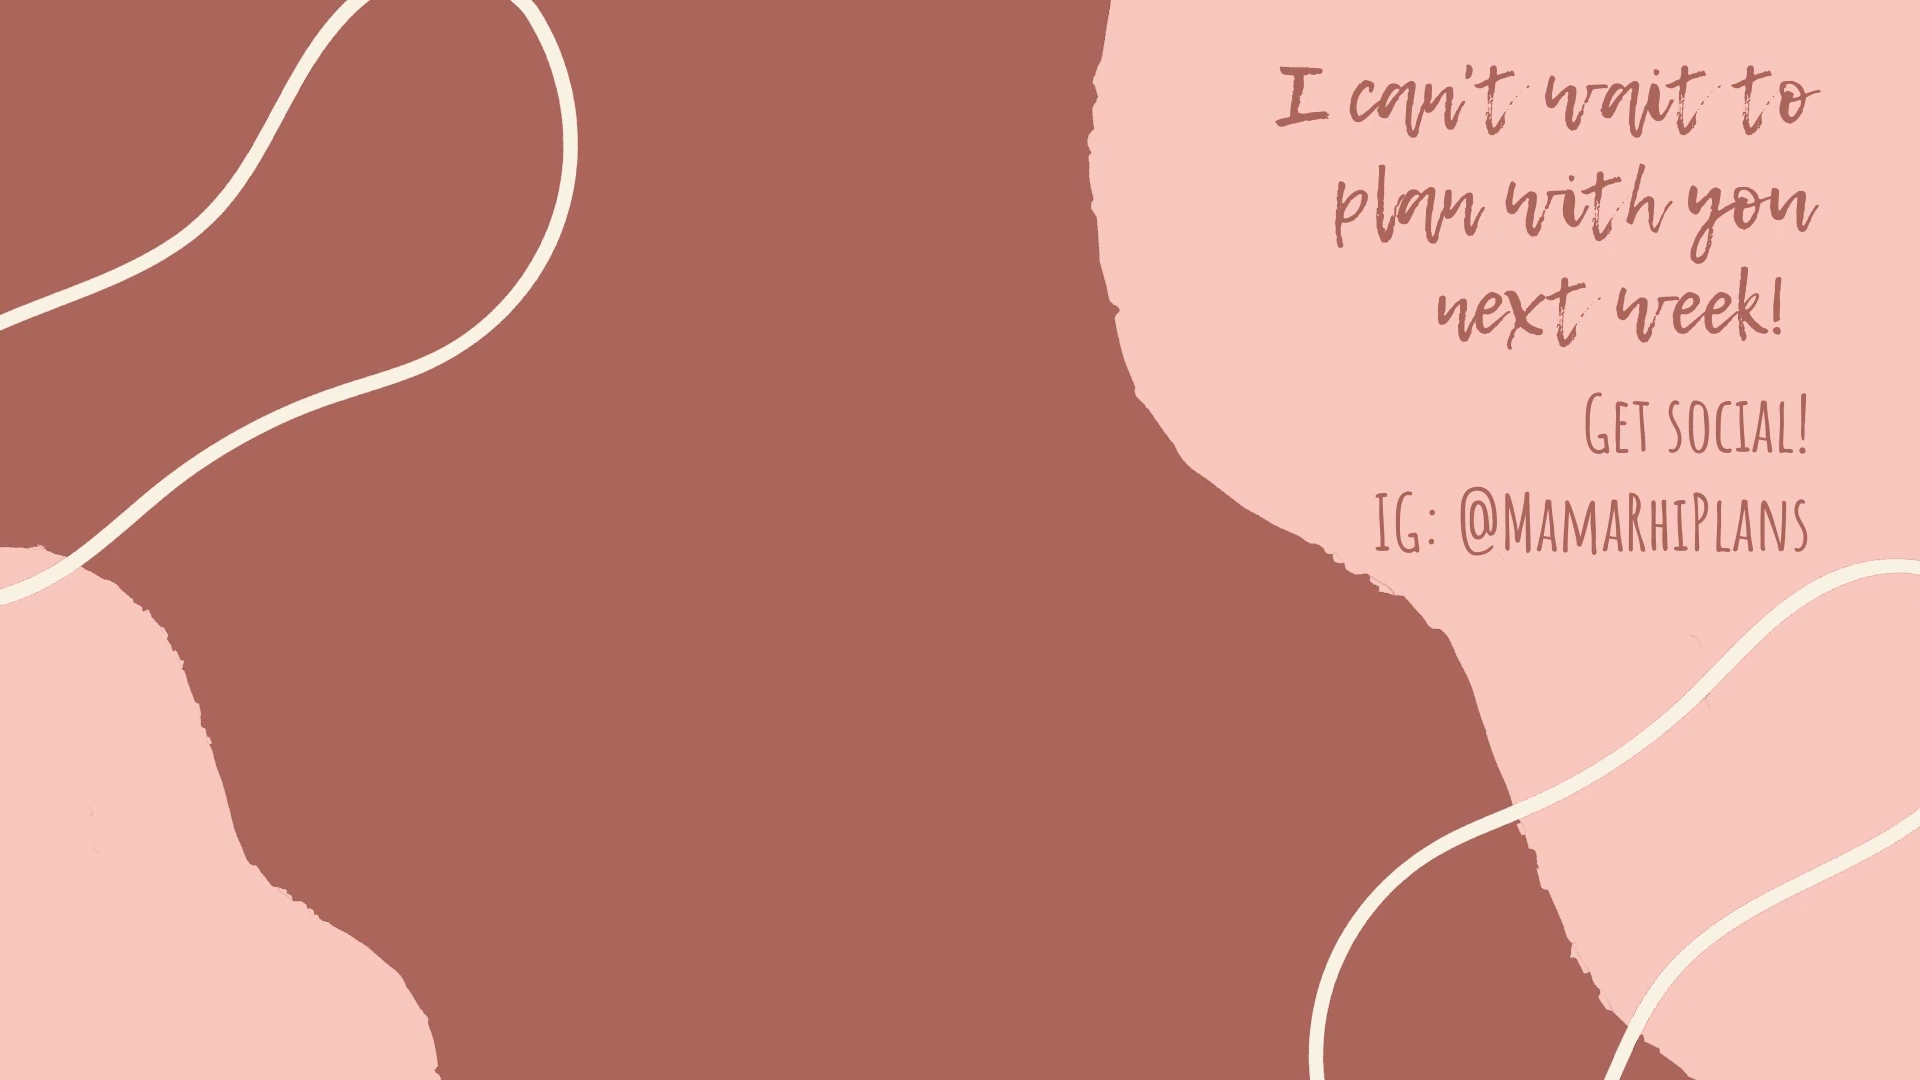 I can't wait to
plan with you
next week!
Get social!
IG: @MamaRhiPlans